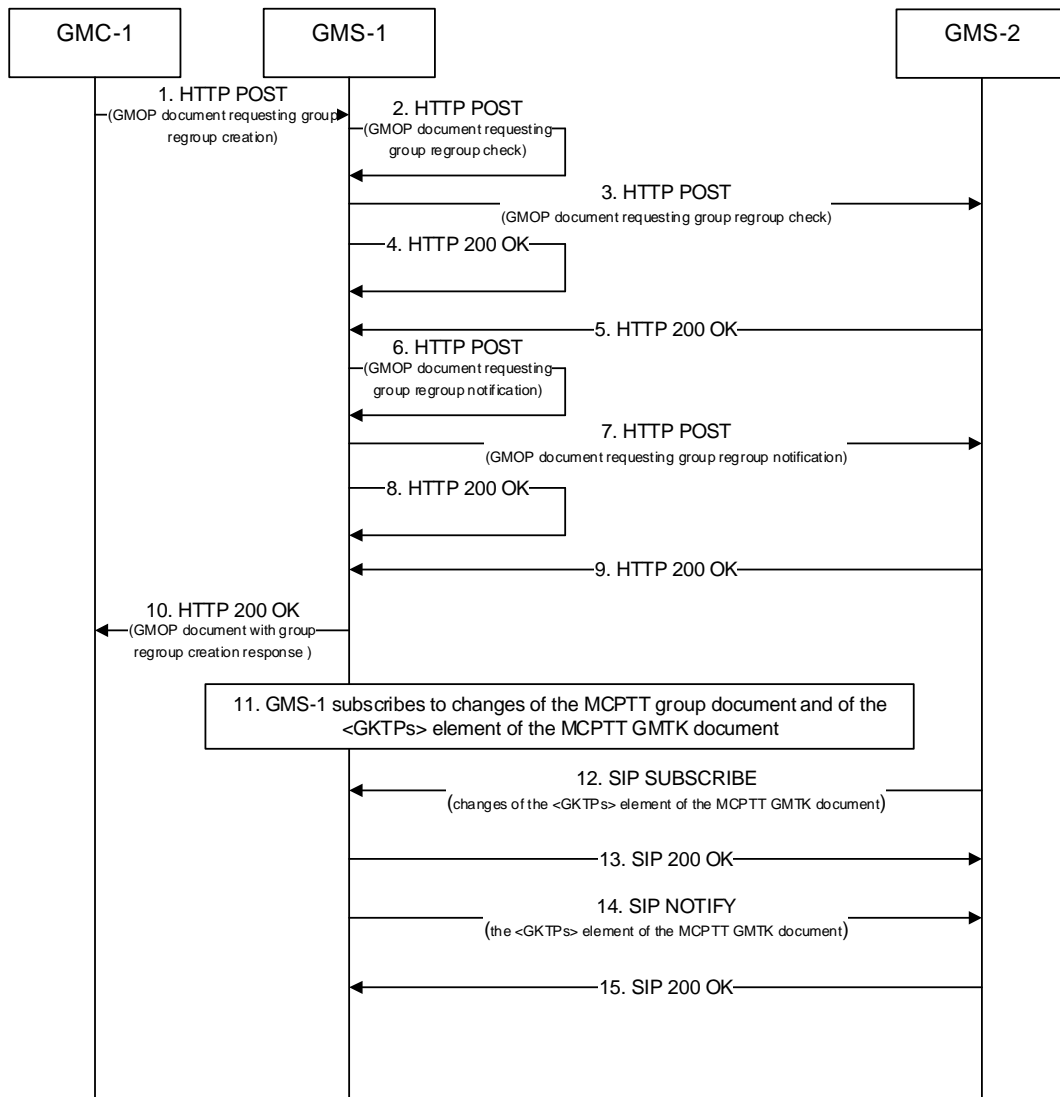 GMC-1
GMS-1
GMS-2
1. HTTP POST
(GMOP document requesting group
regroup creation)
2. HTTP POST
(GMOP document requesting
group regroup check)
3. HTTP POST
(GMOP document requesting group regroup check)
4. HTTP 200 OK
5. HTTP 200 OK
6. HTTP POST
(GMOP document requesting
group regroup notification)
7. HTTP POST
(GMOP document requesting group regroup notification)
8. HTTP 200 OK
9. HTTP 200 OK
10. HTTP 200 OK
(GMOP document with group
regroup creation response )
11. GMS-1 subscribes to changes of the MCPTT group document and of the
<GKTPs> element of the MCPTT GMTK document
12. SIP SUBSCRIBE
(changes of the <GKTPs> element of the MCPTT GMTK document)
13. SIP 200 OK
14. SIP NOTIFY
(the <GKTPs> element of the MCPTT GMTK document)
15. SIP 200 OK